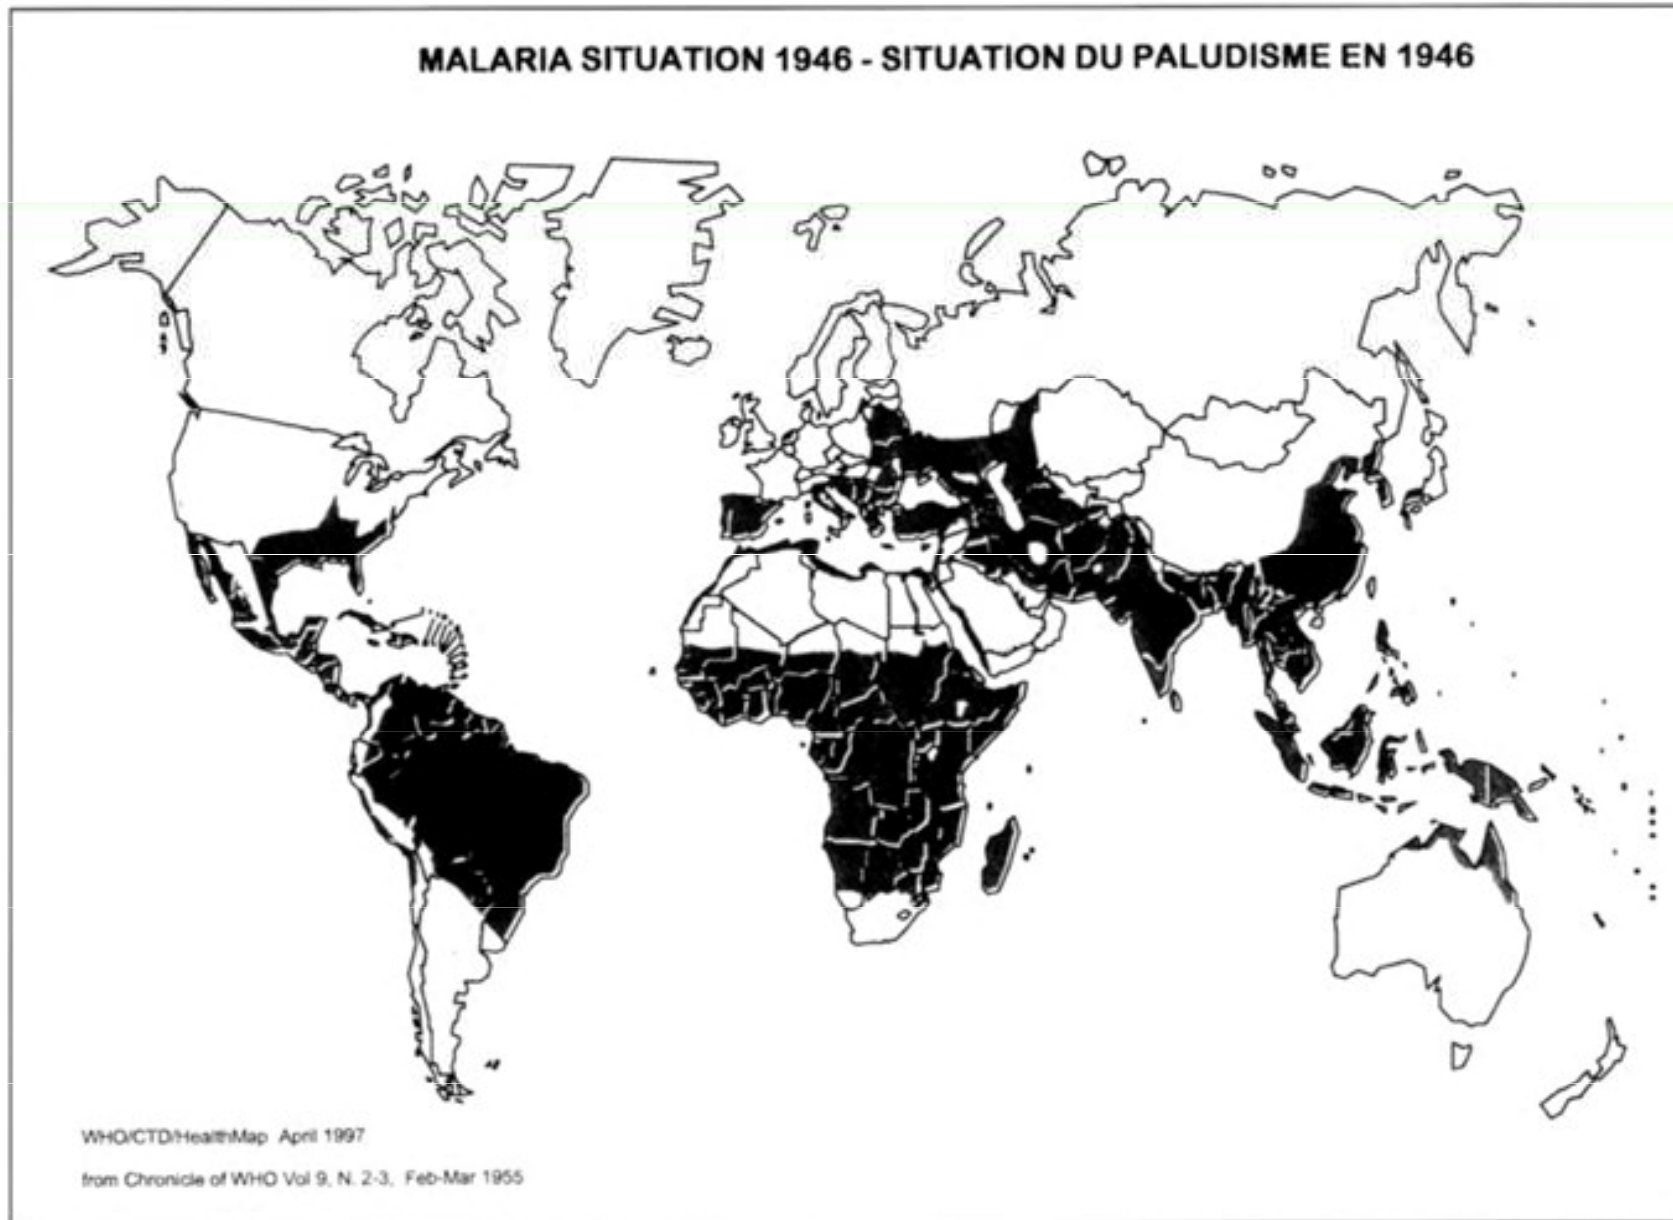 MALARIA SITUATION 1946 - SITUATION DU PALUDISME EN 1946
WHO/CTD/HealthMap April 1997
from Chronicle of WHO Vol 9, N. 2-3, Feb-Mar 1955